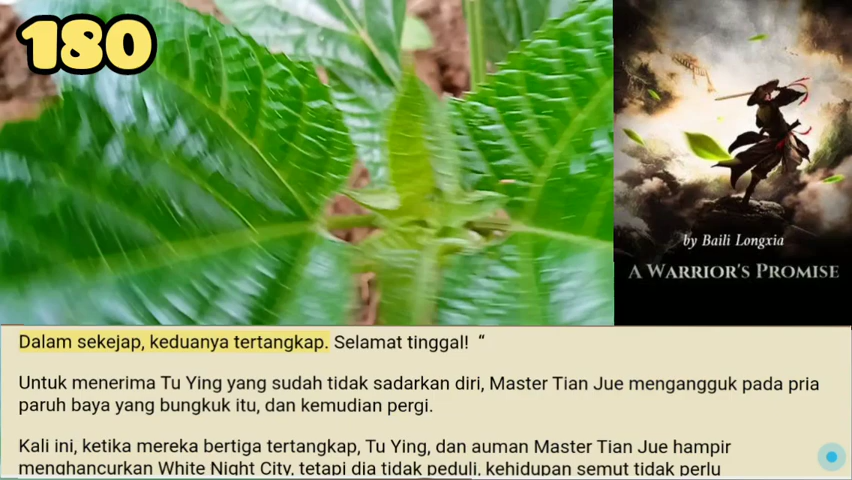 180
by Baili Longxia
A WARRIOR'S PROMISE
Dalam sekejap, keduanya tertangkap. Selamat tinggal! “
Untuk menerima Tu Ying yang sudah tidak sadarkan diri, Master Tian Jue mengangguk pada pria
paruh baya yang bungkuk itu, dan kemudian pergi.
Kali ini, ketika mereka bertiga tertangkap, Tu Ying, dan auman Master Tian Jue hampir
menghancurkan White Night City, tetapi dia tidak peduli, kehidupan semut tidak perlu